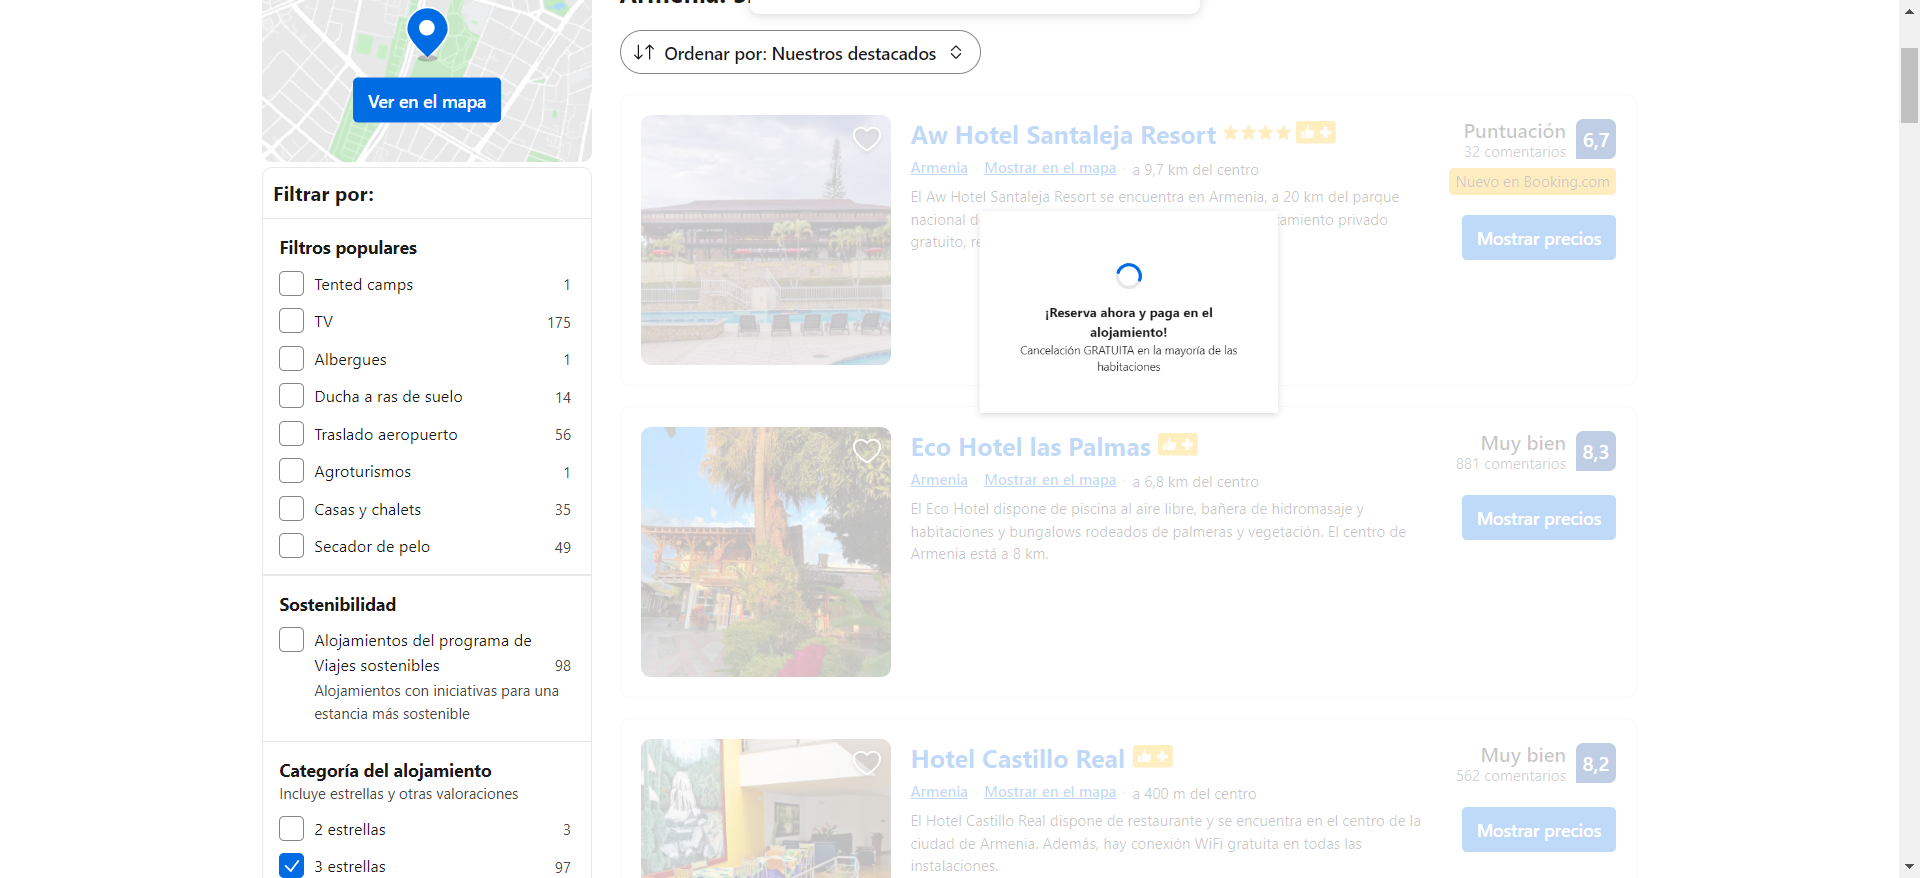 Ver en el mapa
Filtrar por:
Filtros populares
Tented camps 1
TV 175
Albergues 1
Ducha a ras de suelo 14
Traslado aeropuerto 56
Agroturismos 1
Casas y chalets 35
Secador de pelo 49
Sostenibilidad
Alojamientos del programa de
Viajes sostenibles 98
Alojamientos con iniciativas para una
estancia más sostenible
Categoría del alojamiento
Incluye estrellas y otras valoraciones
2 estrellas 3
3 estrellas 97
Ordenar por: Nuestros destacados
Aw Hotel Santaleja Resort
Armenia Mostrar en el mapa · a 9,7 km del centro
El Aw Hotel Santaleja Resort se encuentra en Armenia, a 20 km del parque
nacional
gratuito,
privado
Puntuación 6,7
32 comentarios
Nuevo en Booking.com
Mostrar precios
¡Reserva ahora y paga en el
alojamiento!
Cancelación GRATUITA en la mayoría de las
habitaciones
Eco Hotel las Palmas
Armenia Mostrar en el mapa · a 6,8 km del centro
El Eco Hotel dispone de piscina al aire libre, bañera de hidromasaje y
habitaciones y bungalows rodeados de palmeras y vegetación. El centro de
Armenia está a 8 km.
Muy bien 8,3
881 comentarios
Mostrar precios
Hotel Castillo Real
Armenia Mostrar en el mapa · a 400 m del centro
El Hotel Castillo Real dispone de restaurante y se encuentra en el centro de la
ciudad de Armenia. Además, hay conexión WiFi gratuita en todas las
instalaciones.
Muy bien 8,2
562 comentarios
Mostrar precios